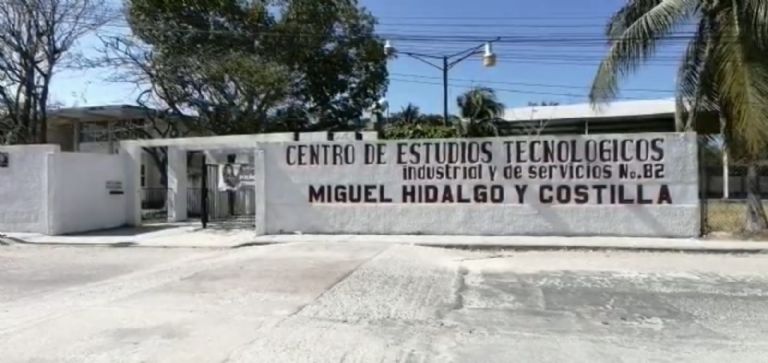 CENTRO DE ESTUDIOS TECNOLOGICOS
industrial y de servicios No. 82
MIGUEL HIDALGO Y COSTILLA